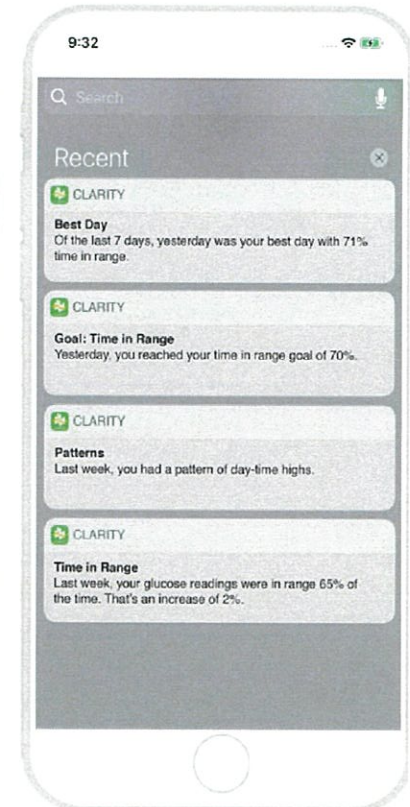 9:32
Search
Recent
CLARITY
Best Day
Of the last 7 days, yesterday was your best day with 71%
time in range.
CLARITY
Goal: Time in Range
Yesterday, you reached your time in range goal of 70%.
CLARITY
Patterns
Last week, you had a pattern of day-time highs.
CLARITY
Time in Range
Last week, your glucose readings were in range 65% of
the time. That's an increase of 2%.